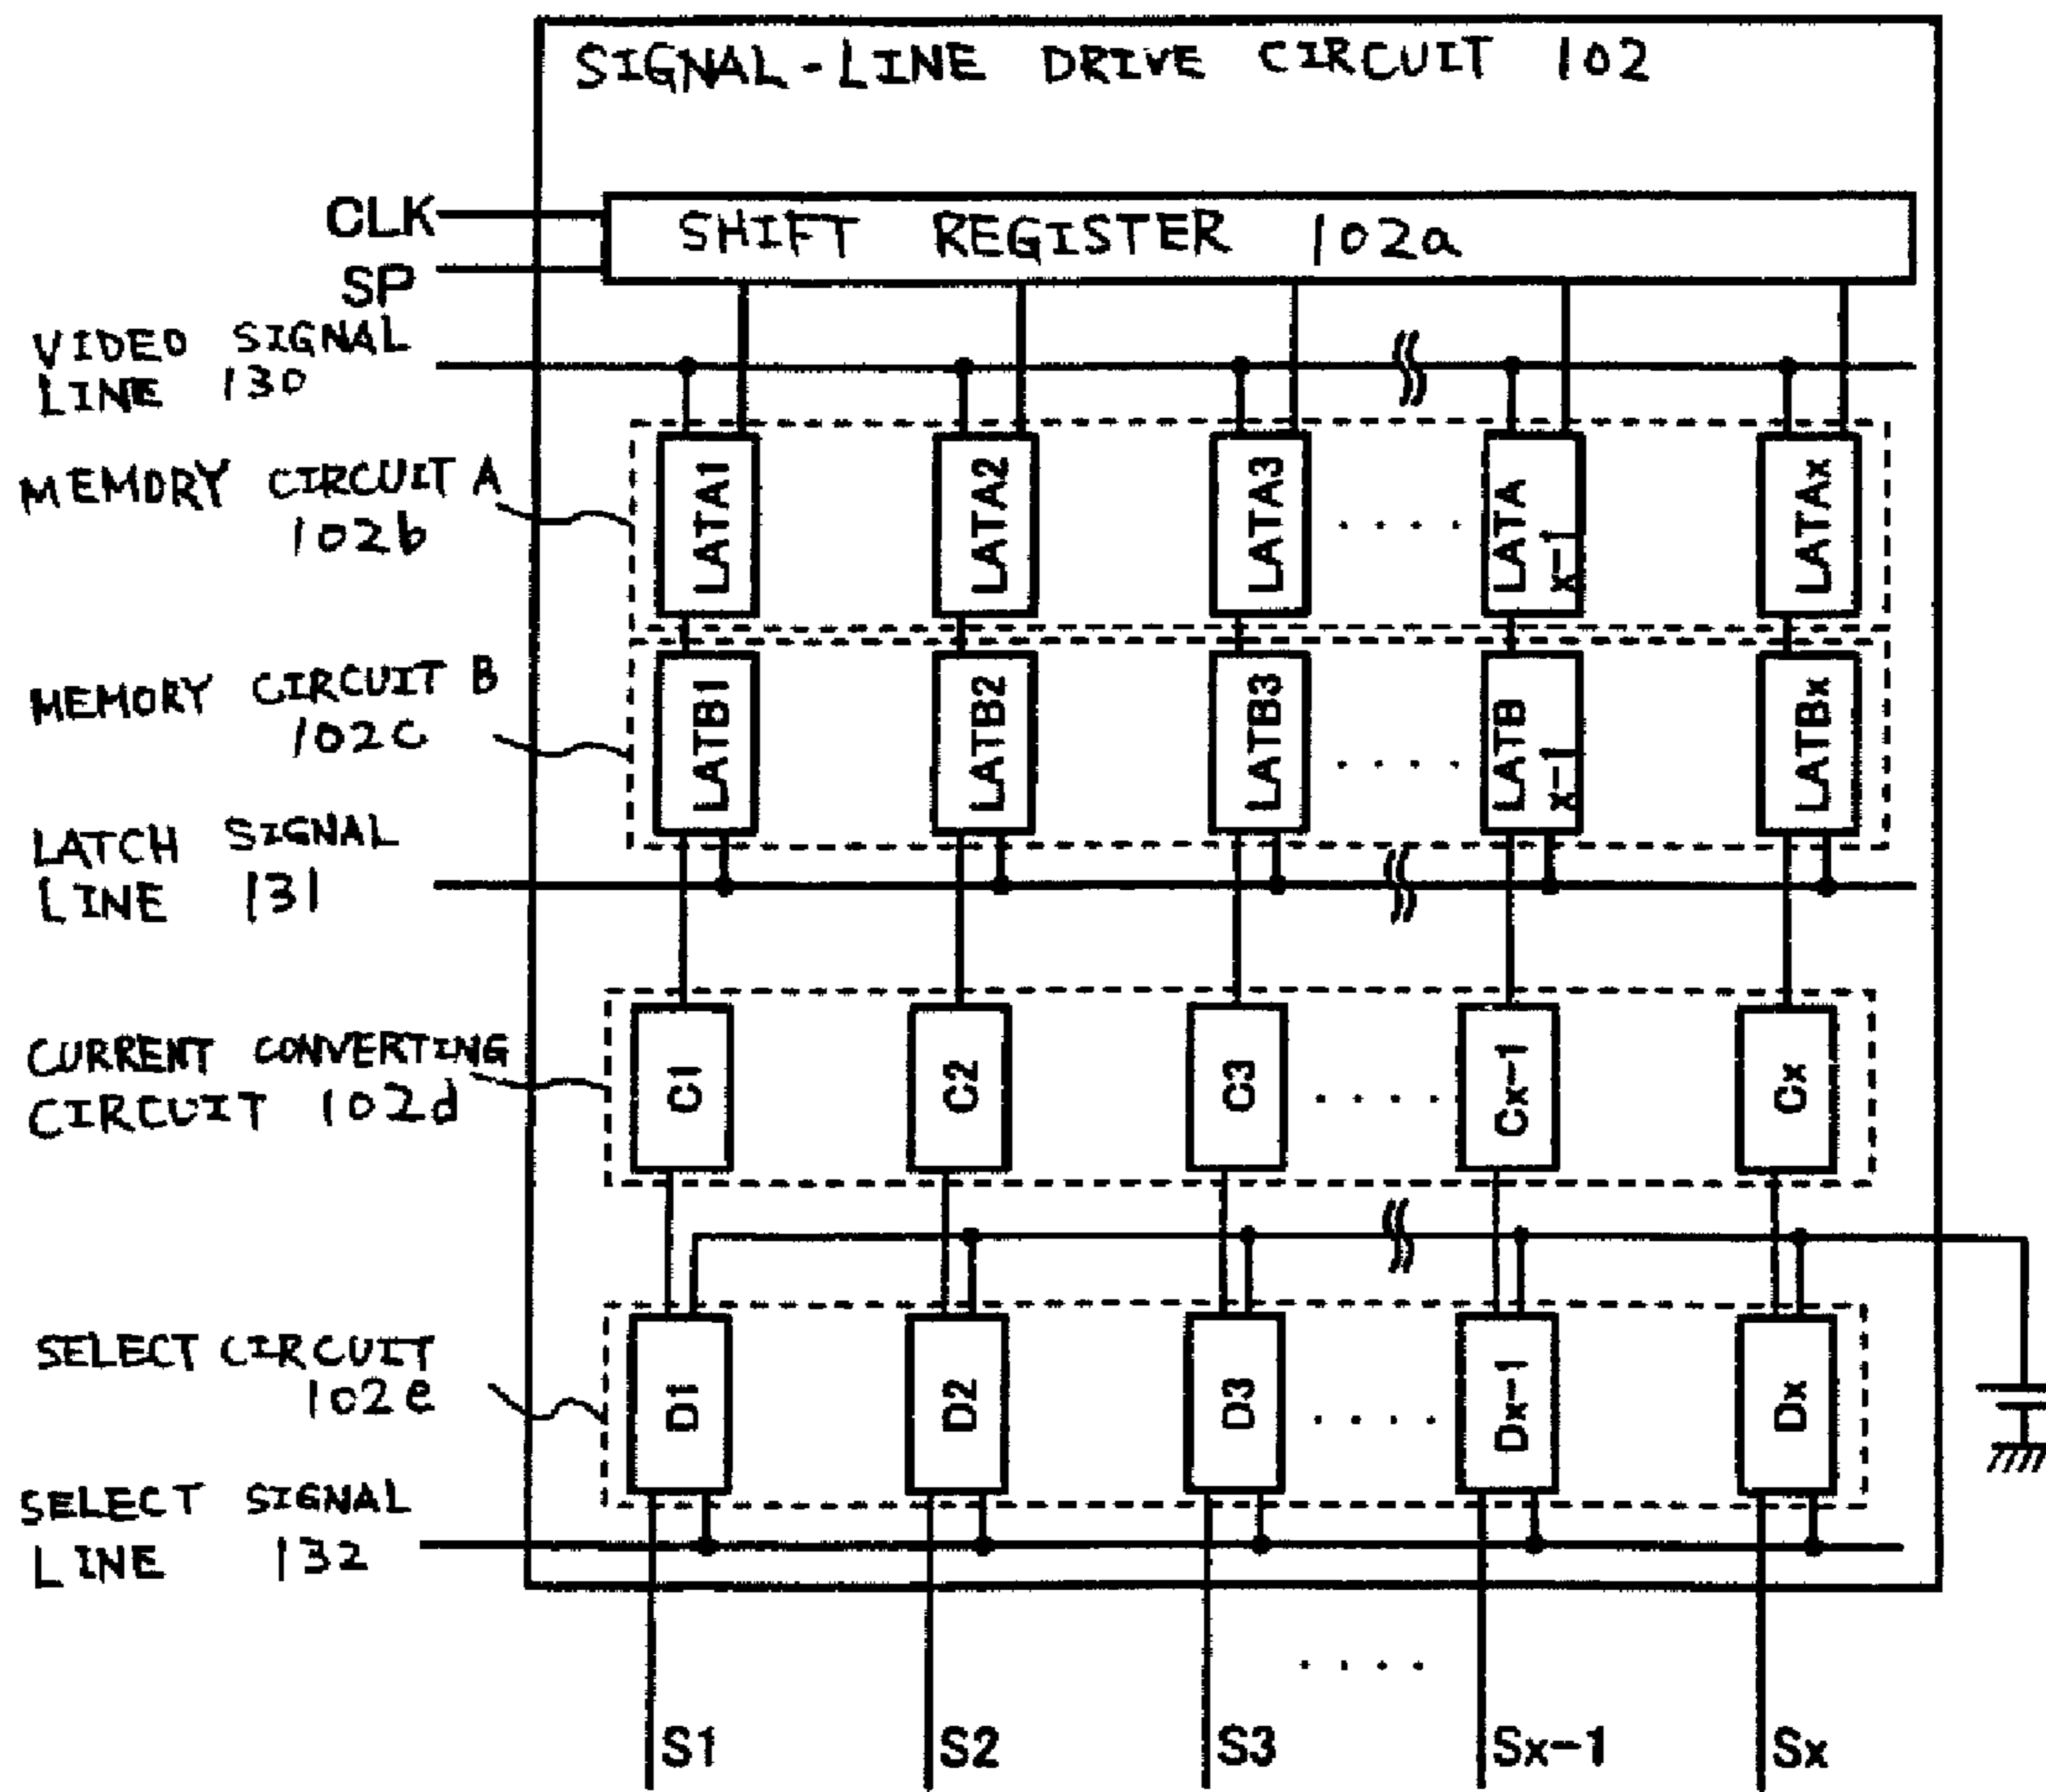 SIGNAL-LINE DRIVE CIRCUIT 102
CLK
SP
SHIFT REGISTER 102a
VIDEO SIGNAL
LINE 130
MEMORY CIRCUIT A
102b
LATA1
LATA2
LATA3
....
LATA
x-1
LATAx
MEMORY CIRCUIT B
102c
LATB1
LATB2
LATB3
....
LATB
x-1
LATBx
LATCH SIGNAL
LINE 131
CURRENT CONVERTING
CIRCUIT 102d
C1
C2
C3
....
Cx-1
Cx
SELECT CIRCUIT
102e
D1
D2
D3
....
Dx-1
Dx
SELECT SIGNAL
LINE 132
....
S1
S2
S3
Sx-1
Sx